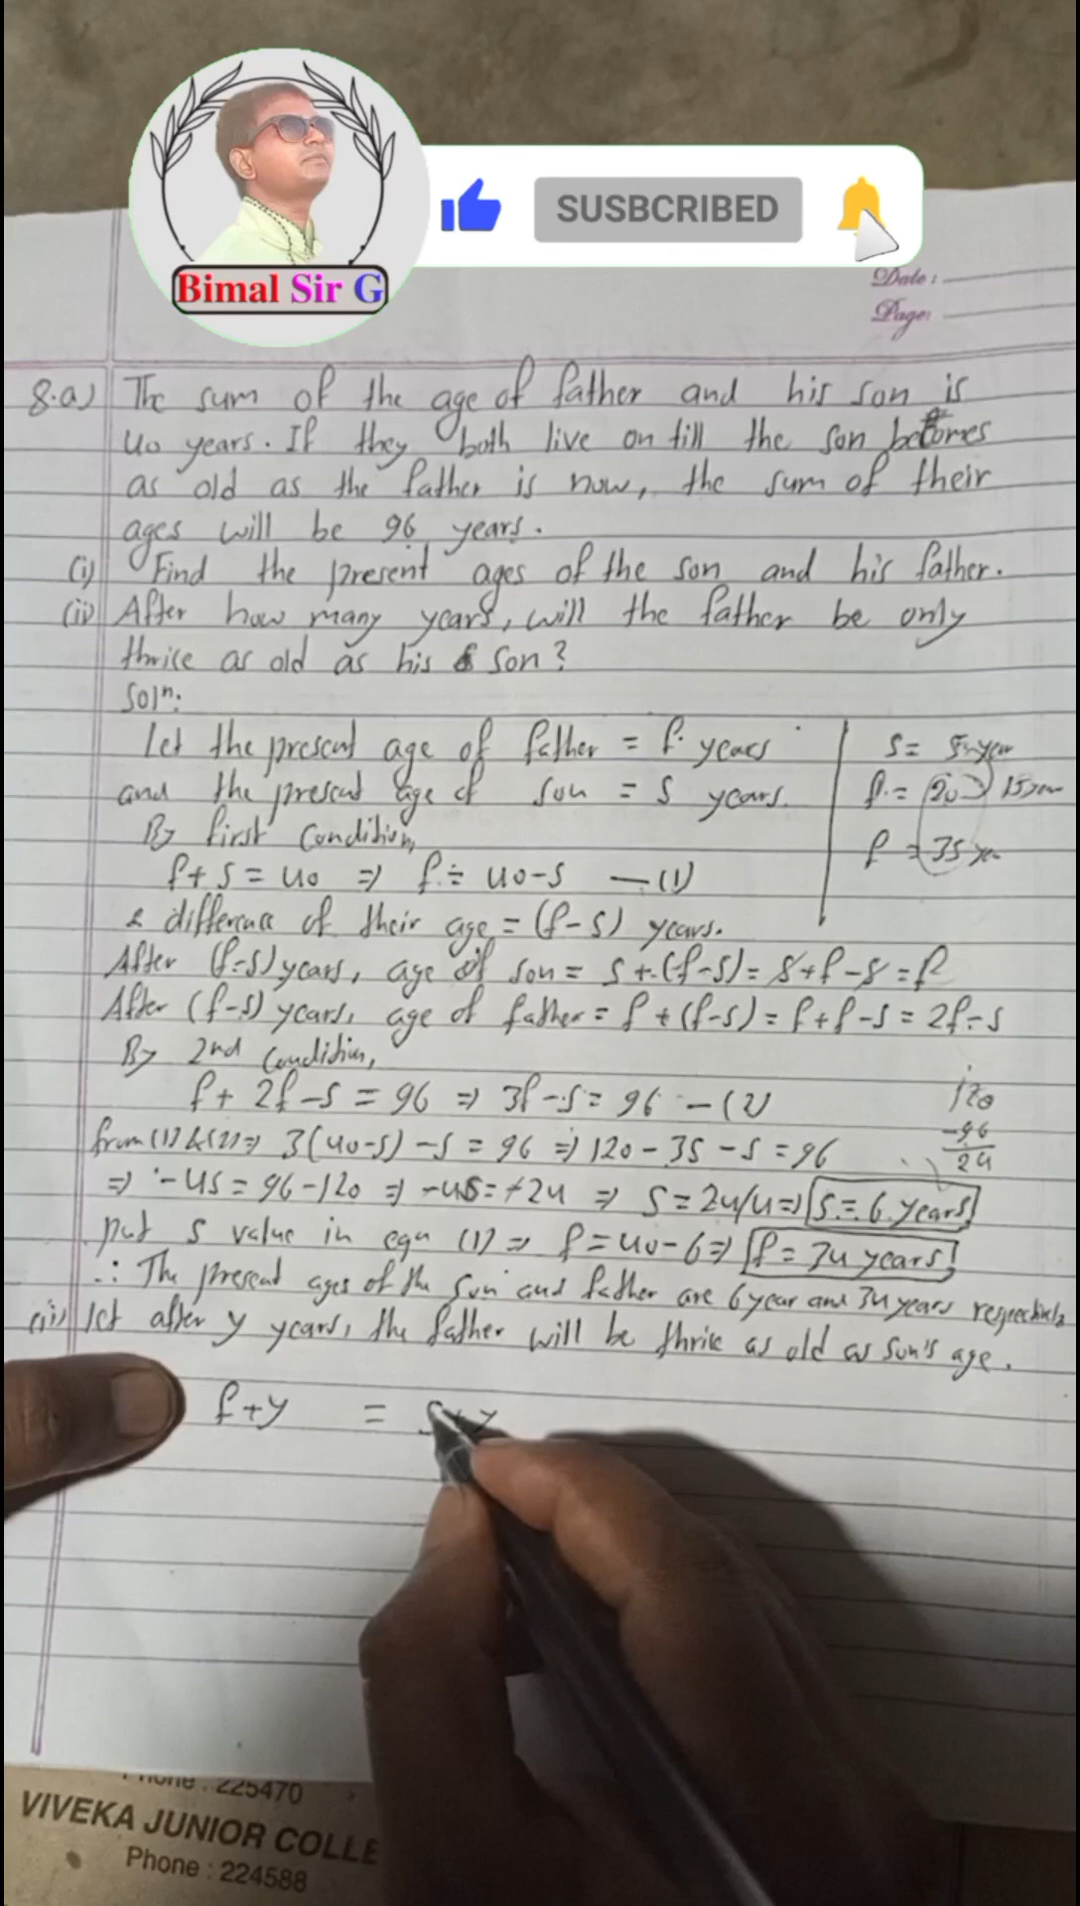 SUSBCRIBED
Bimal Sir G
Date:
Page:
8.a) The sum of the age of father and his son is
40 years. If they both live on till the son becomes
as old as the father is now, the sum of their
ages will be 96 years.
(i) Find the present ages of the son and his father.
(ii) After how many years, will the father be only
thrice as old as his son?
Solⁿ:
Let the present age of father = f. years
and the present age of son = s years.
By first Condition,
f+s = 40 => f = 40-s —(1)
& difference of their age = (f-s) years.
After (f-s) years, age of son = s+(f-s) = s+f-s = f
After (f-s) years, age of father = f+(f-s) = f+f-s = 2f-s
By 2nd Condition,
f+2f-s = 96 => 3f-s = 96 —(2)
from (1) & (2) => 3(40-s)-s = 96 => 120-3s-s = 96
=> -4s = 96-120 => -4s = -24 => s = 24/4 => s = 6 years
put s value in eqn (1) => f = 40-6 => f = 34 years
∴ The present ages of the son and father are 6 year and 34 years respectively
(ii) let after y years, the father will be thrice as old as son's age.
f+y =
s =
f. = 20 15
f = 35
120
-96
24
225470
VIVEKA JUNIOR COLLE
Phone : 224588